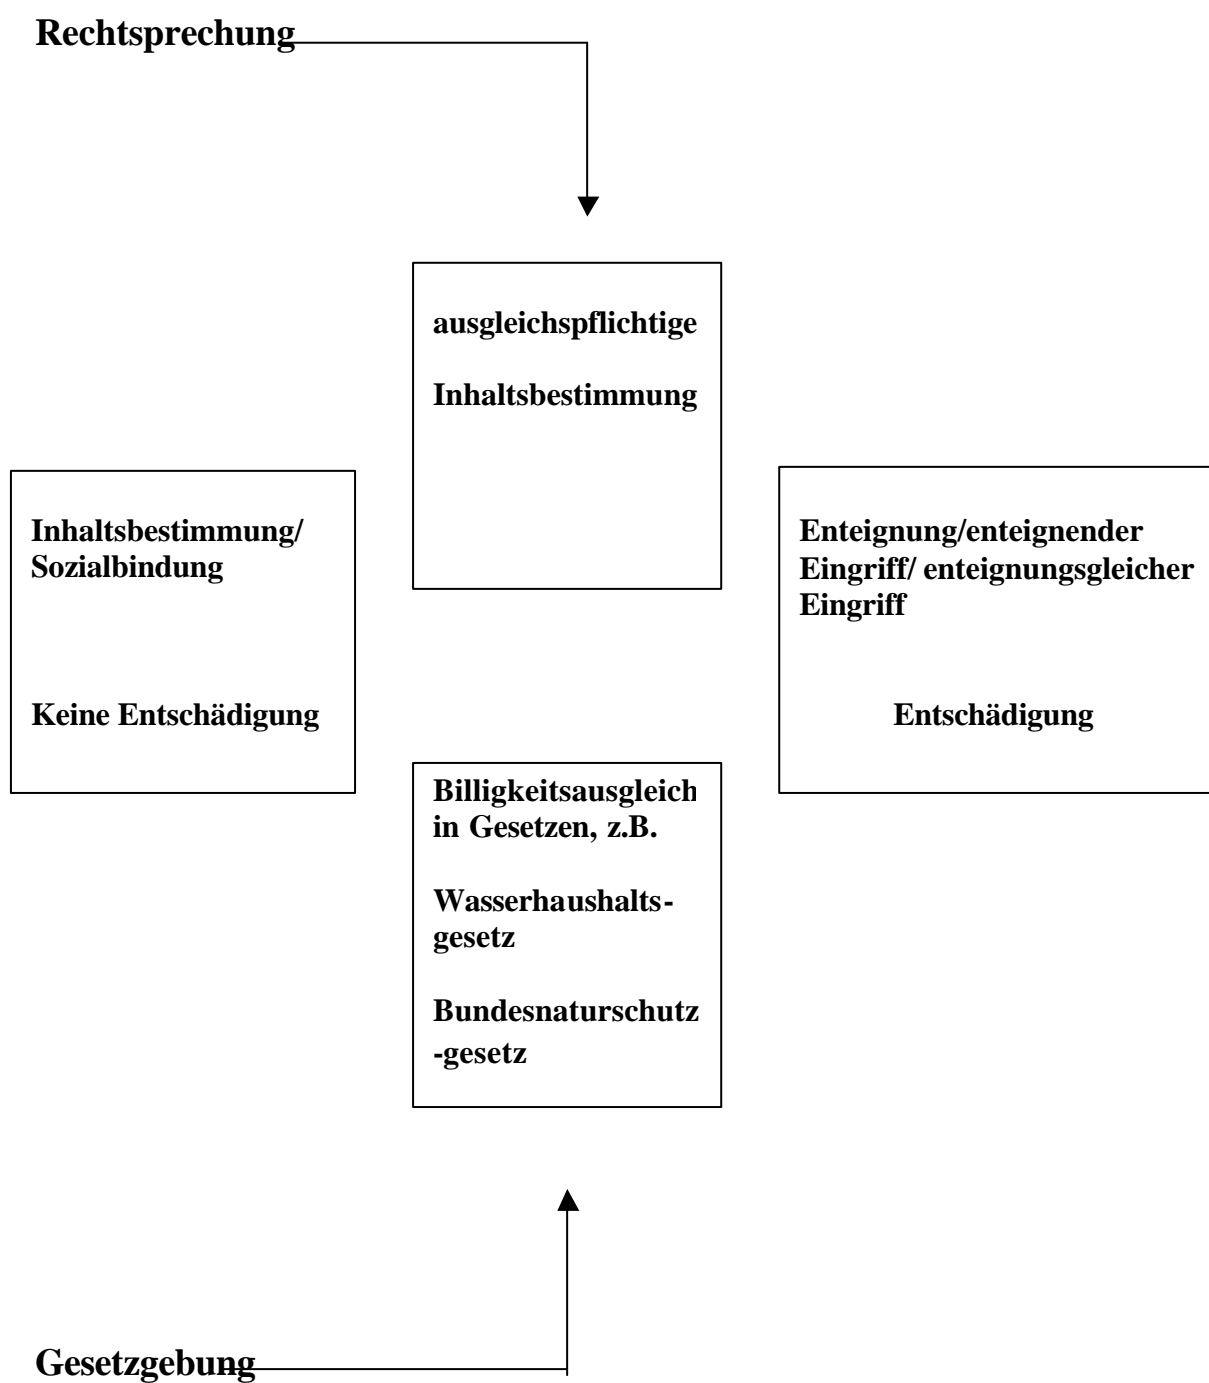 Rechtsprechung
ausgleichspflichtige
Inhaltsbestimmung
Inhaltsbestimmung/
Sozialbindung
Keine Entschädigung
Enteignung/enteignender
Eingriff/ enteignungsgleicher
Eingriff
Entschädigung
Billigkeitsausgleich
in Gesetzen, z.B.
Wasserhaushalts-
gesetz
Bundesnaturschutz
-gesetz
Gesetzgebung